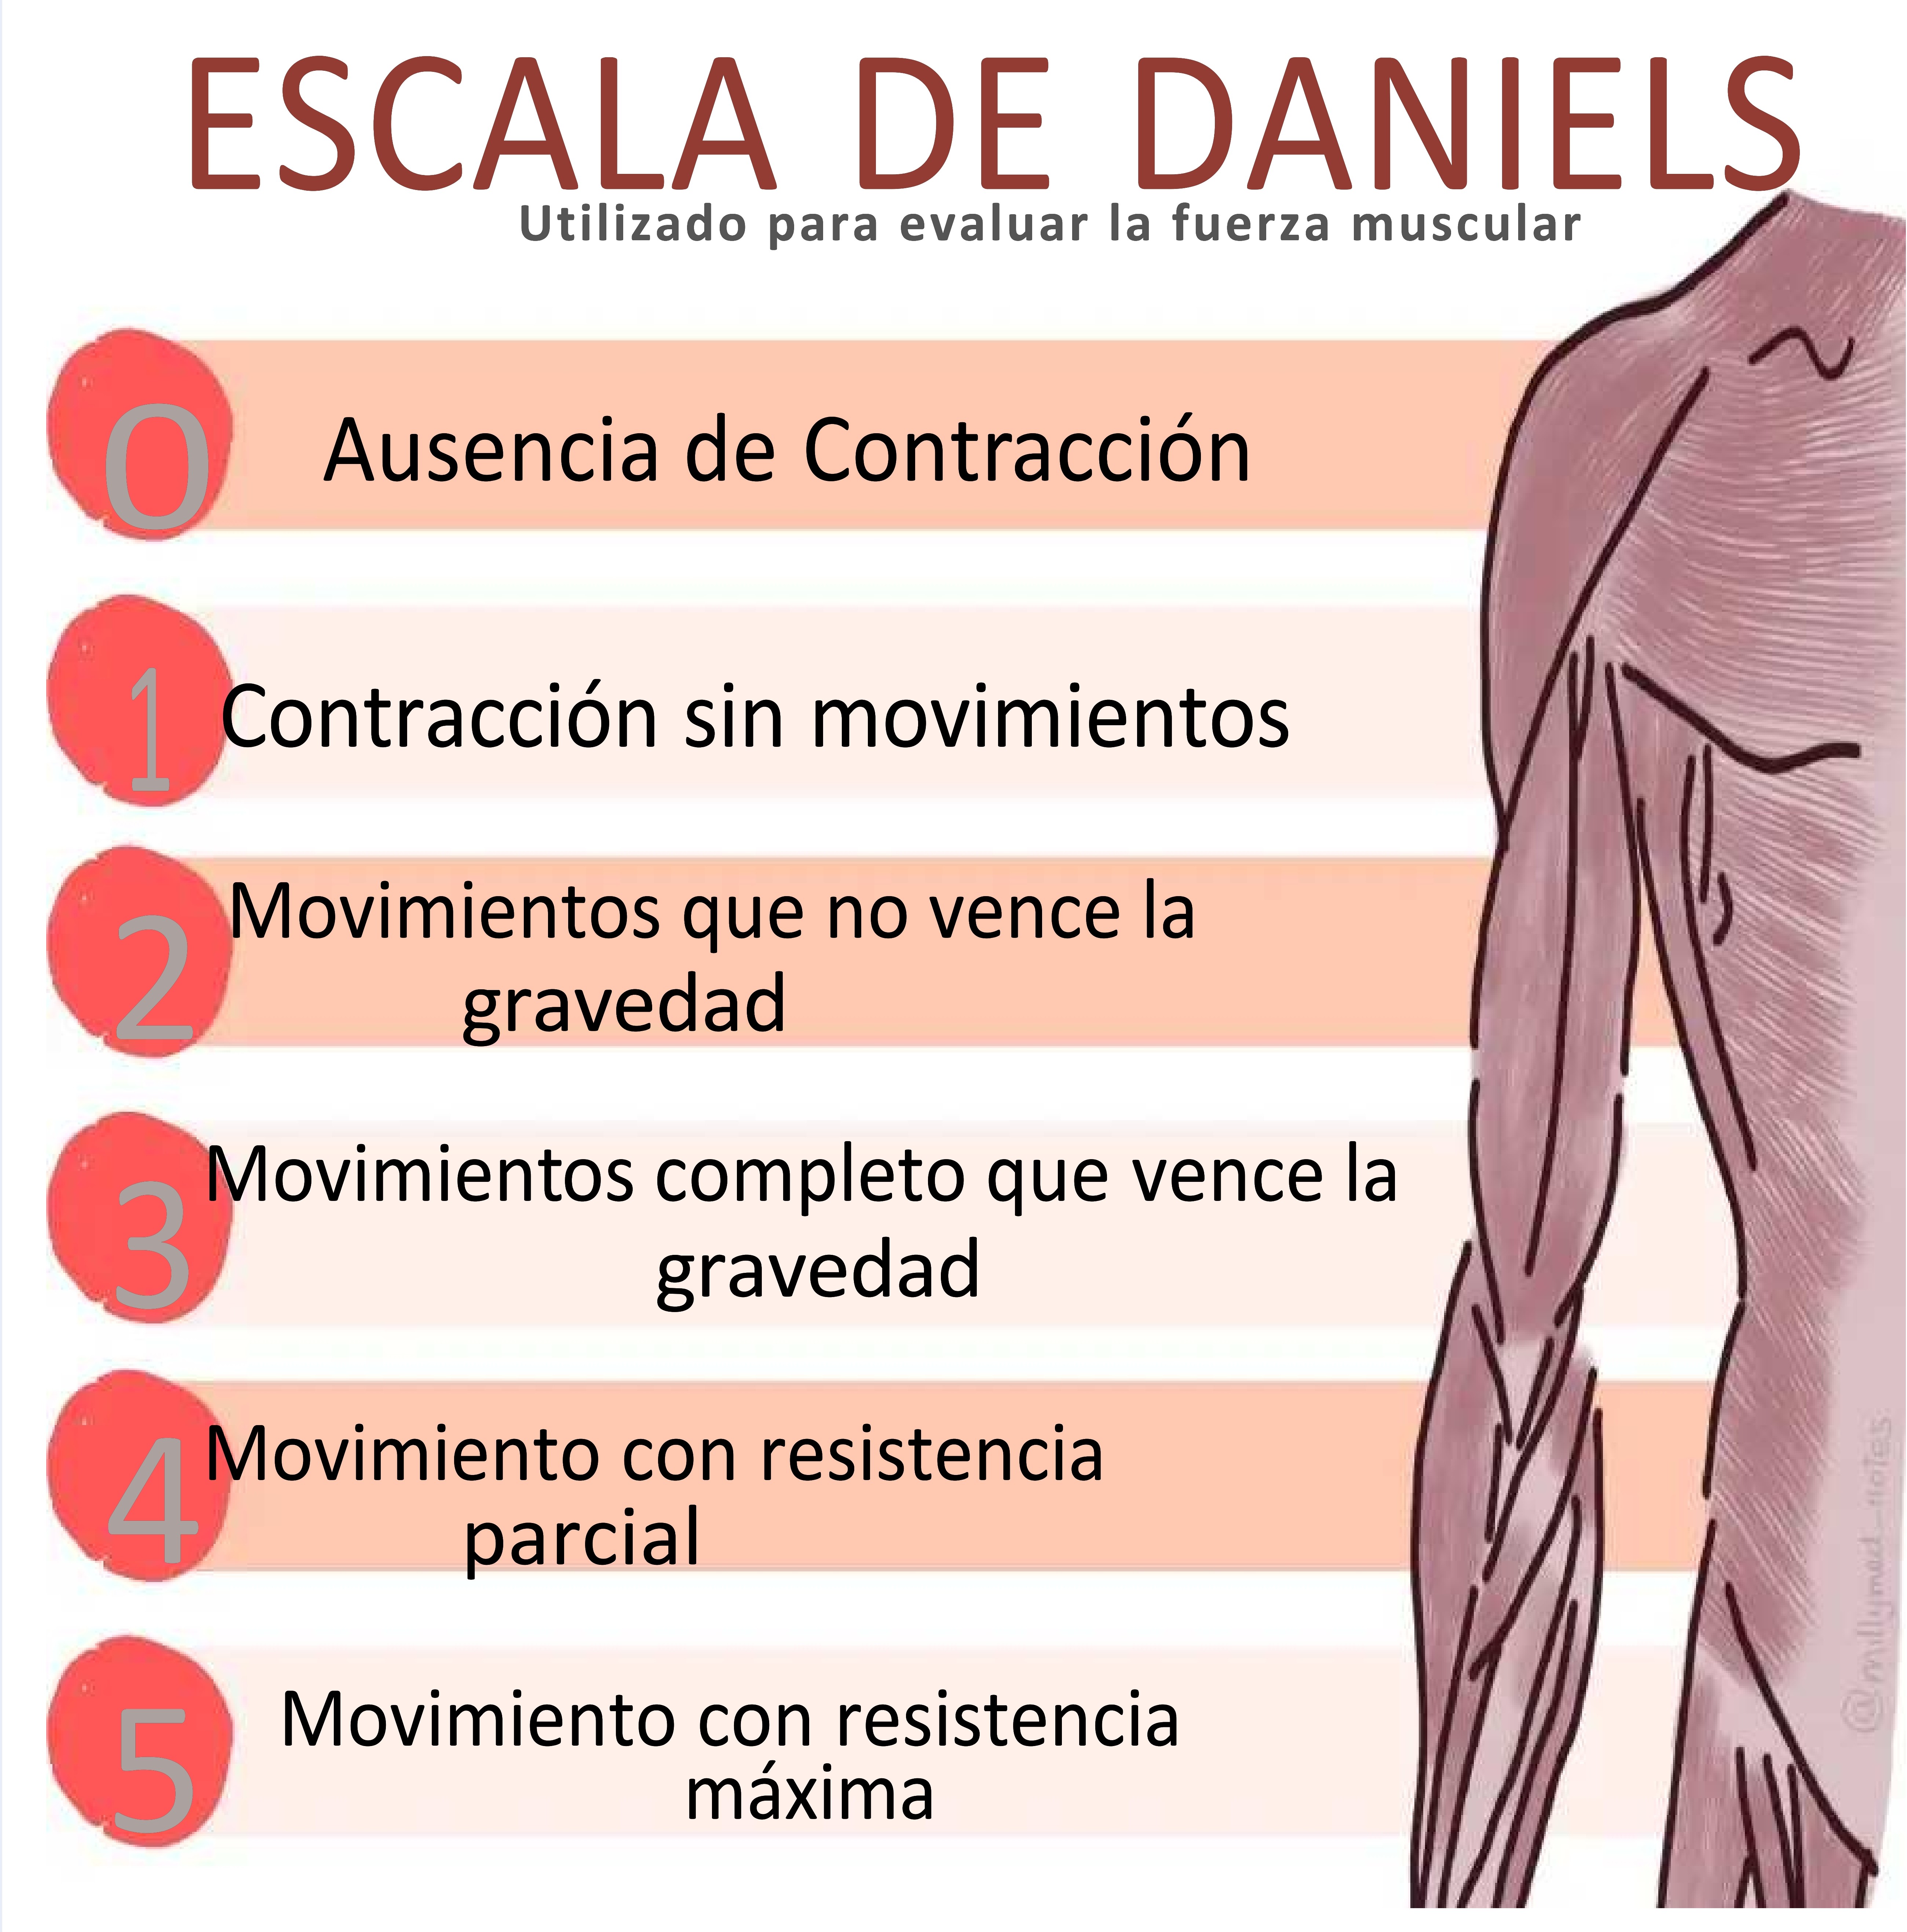 ESCALA DE DANIELS
Utilizado para evaluar la fuerza muscular
0
Ausencia de Contracción
1
Contracción sin movimientos
2
Movimientos que no vence la
gravedad
3
Movimientos completo que vence la
gravedad
4
Movimiento con resistencia
parcial
5
Movimiento con resistencia
máxima